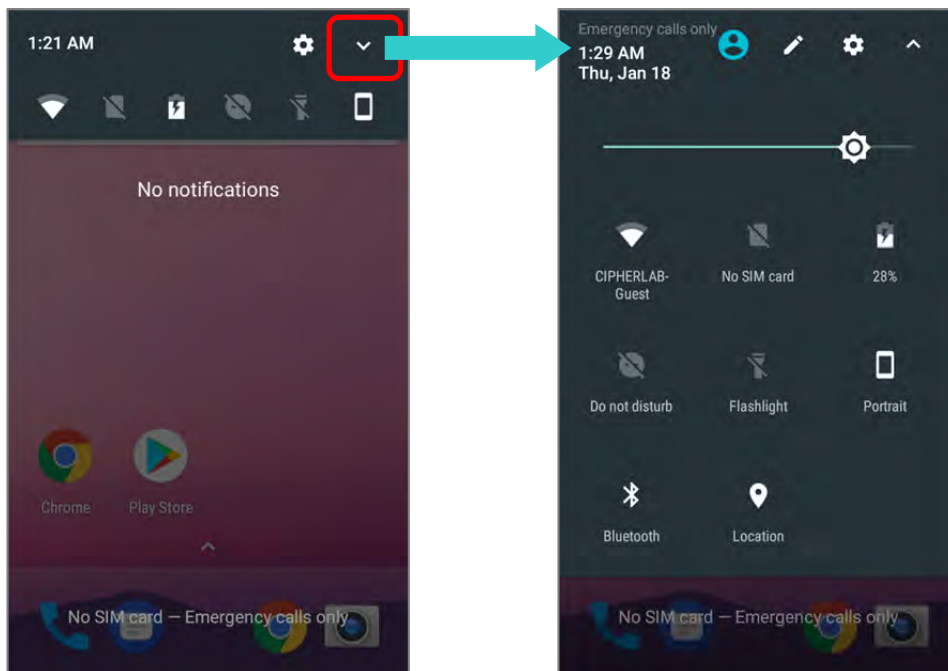 1:21 AM
No notifications
Chrome Play Store
No SIM card — Emergency calls only
Emergency calls only
1:29 AM
Thu, Jan 18
CIPHERLAB-
Guest
No SIM card
28%
Do not disturb
Flashlight
Portrait
Bluetooth
Location
No SIM card — Emergency calls only